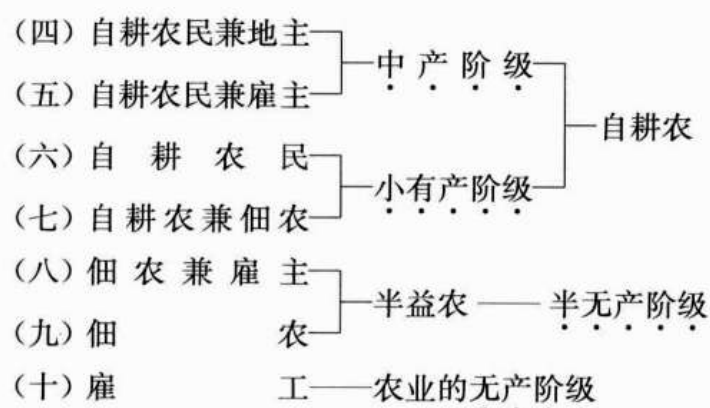 （四）自耕农民兼地主
（五）自耕农民兼雇主
中产阶级
（六）自耕农民
（七）自耕农兼佃农
小有产阶级
自耕农
（八）佃农兼雇主
（九）佃农
半益农——半无产阶级
（十）雇工——农业的无产阶级